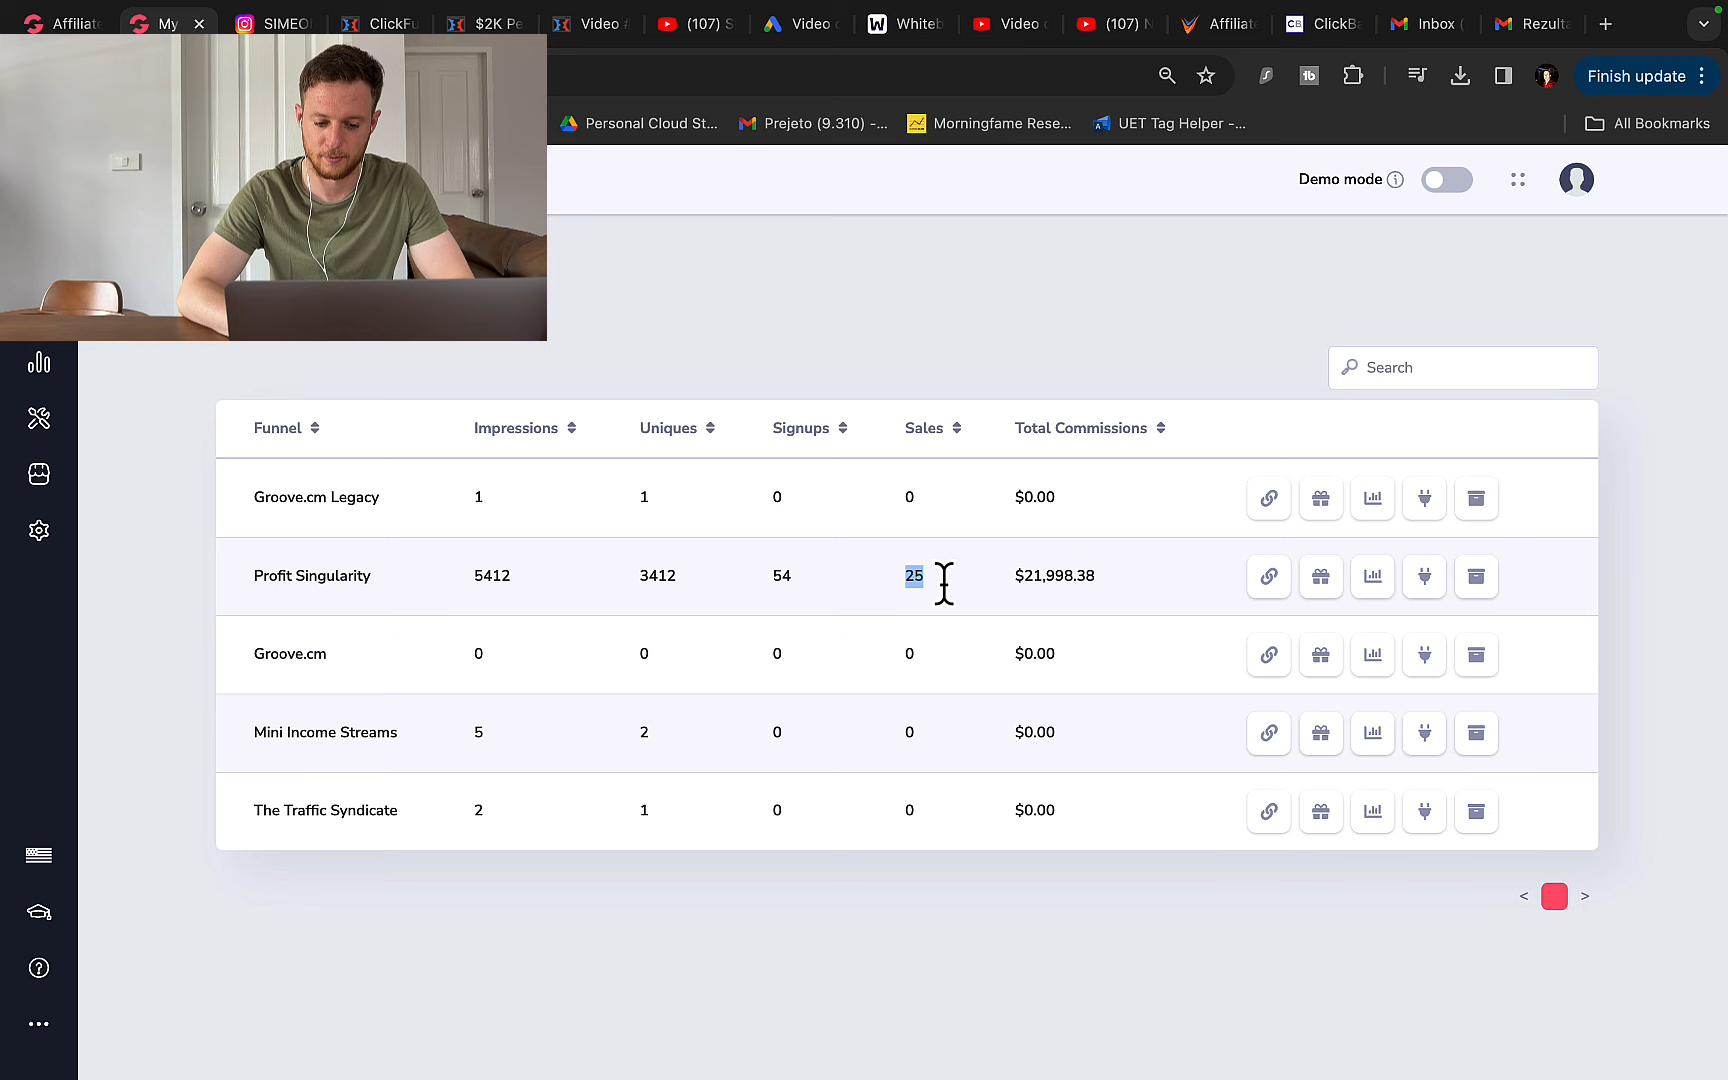 Affiliat My SIMEO ClickFu $2K Pe Video # (107) S Video c Whiteb Video c (107) N Affiliate ClickBa Inbox ( Rezulta
Finish update
Personal Cloud St... Prejeto (9.310) -... Morningfame Rese... UET Tag Helper -... All Bookmarks
Demo mode
Search
Funnel Impressions Uniques Signups Sales Total Commissions
Groove.cm Legacy 1 1 0 0 $0.00
Profit Singularity 5412 3412 54 25 $21,998.38
Groove.cm 0 0 0 0 $0.00
Mini Income Streams 5 2 0 0 $0.00
The Traffic Syndicate 2 1 0 0 $0.00
< >